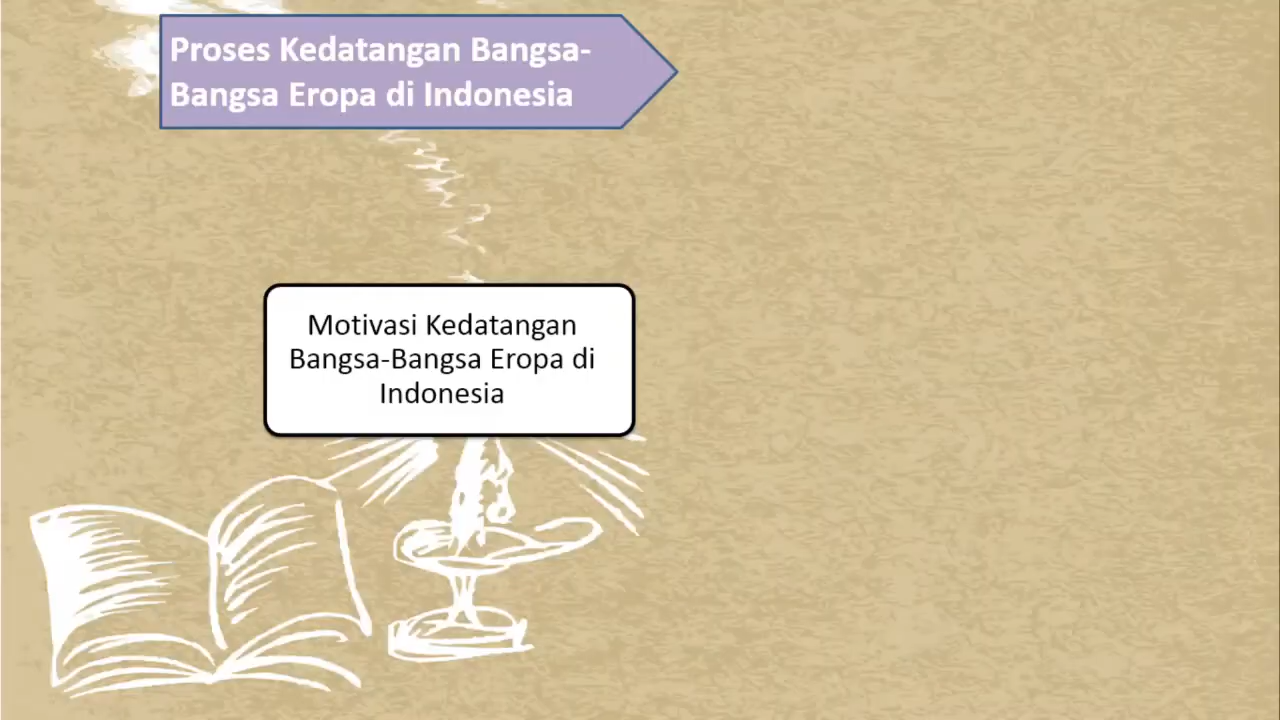 Proses Kedatangan Bangsa-
Bangsa Eropa di Indonesia
Motivasi Kedatangan
Bangsa-Bangsa Eropa di
Indonesia